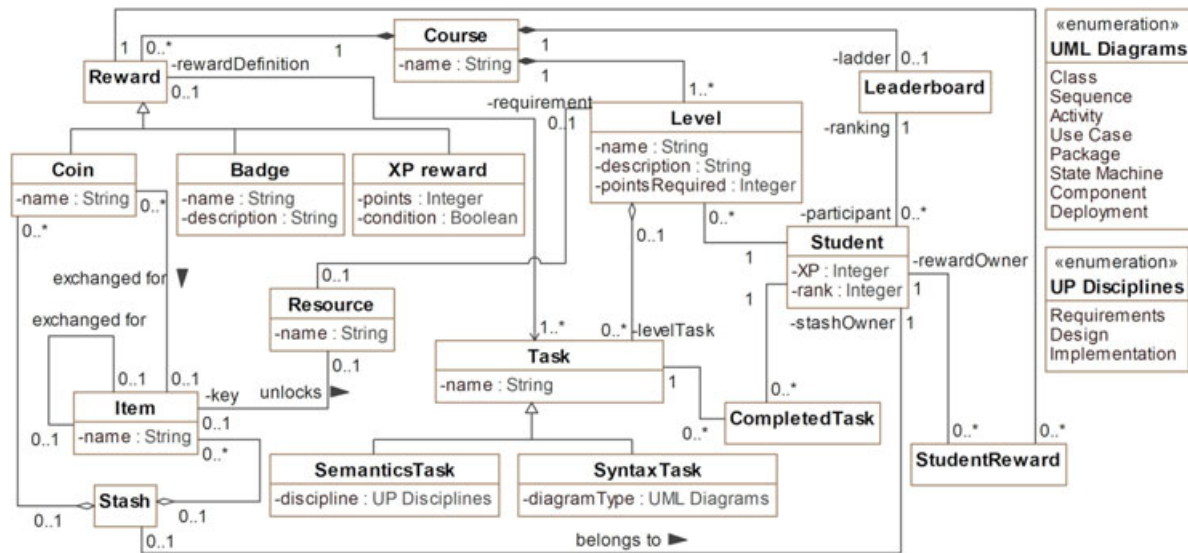 Course
-name : String
1
0..*
1
1
1
Reward
-rewardDefinition
0..1
-ladder
0..1
Leaderboard
-ranking
1
-requirement
0..1
1..*
Level
-name : String
-description : String
-pointsRequired : Integer
Coin
-name : String
Badge
-name : String
-description : String
XP reward
-points : Integer
-condition : Boolean
0..*
0..*
0..1
0..*
1
-participant
0..*
Student
-XP : Integer
-rank : Integer
-rewardOwner
1
1
-stashOwner
1
exchanged for
exchanged for
0..1
Resource
-name : String
0..1
unlocks
1..*
0..*
-levelTask
Task
-name : String
1
0..*
0..*
CompletedTask
0..1
0..1
0..1
Item
-name : String
-key
0..1
0..*
0..1
0..1
Stash
0..1
SemanticsTask
-discipline : UP Disciplines
SyntaxTask
-diagramType : UML Diagrams
0..*
0..*
StudentReward
belongs to
«enumeration»
UML Diagrams
Class
Sequence
Activity
Use Case
Package
State Machine
Component
Deployment
«enumeration»
UP Disciplines
Requirements
Design
Implementation